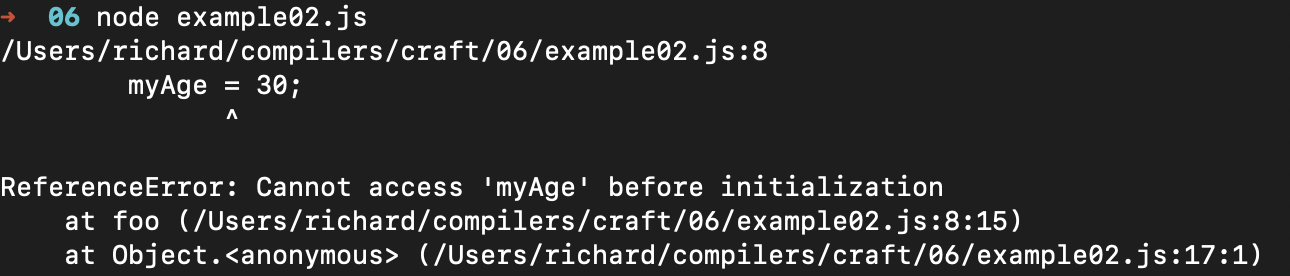 ➜ 06 node example02.js
/Users/richard/compilers/craft/06/example02.js:8
        myAge = 30;
              ^
ReferenceError: Cannot access 'myAge' before initialization
    at foo (/Users/richard/compilers/craft/06/example02.js:8:15)
    at Object.<anonymous> (/Users/richard/compilers/craft/06/example02.js:17:1)